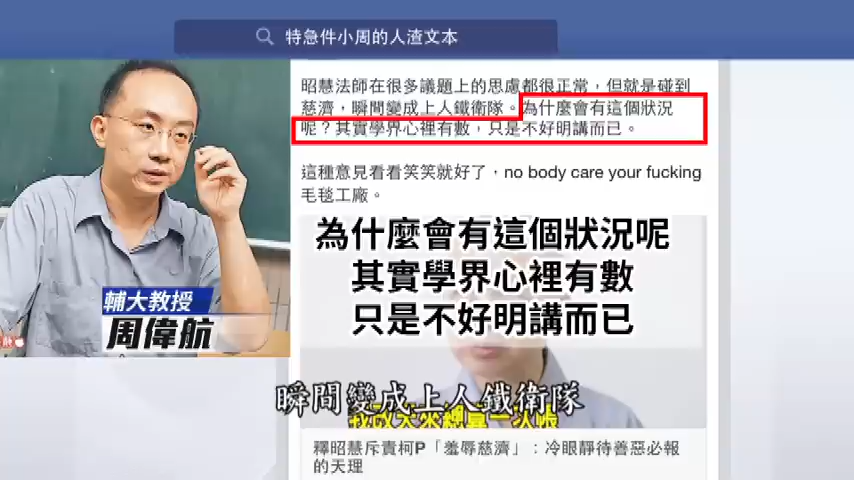 特急件小周的人渣文本
昭慧法師在很多議題上的思慮都很正常，但就是碰到
慈濟，瞬間變成上人鐵衛隊。為什麼會有這個狀況
呢？其實學界心裡有數，只是不好明講而已。
這種意見看看笑笑就好了，no body care your fucking
毛毯工廠。
為什麼會有這個狀況呢
其實學界心裡有數
只是不好明講而已
輔大教授
周偉航
瞬間變成上人鐵衛隊
釋昭慧斥責柯P「羞辱慈濟」：冷眼靜待善惡必報
的天理